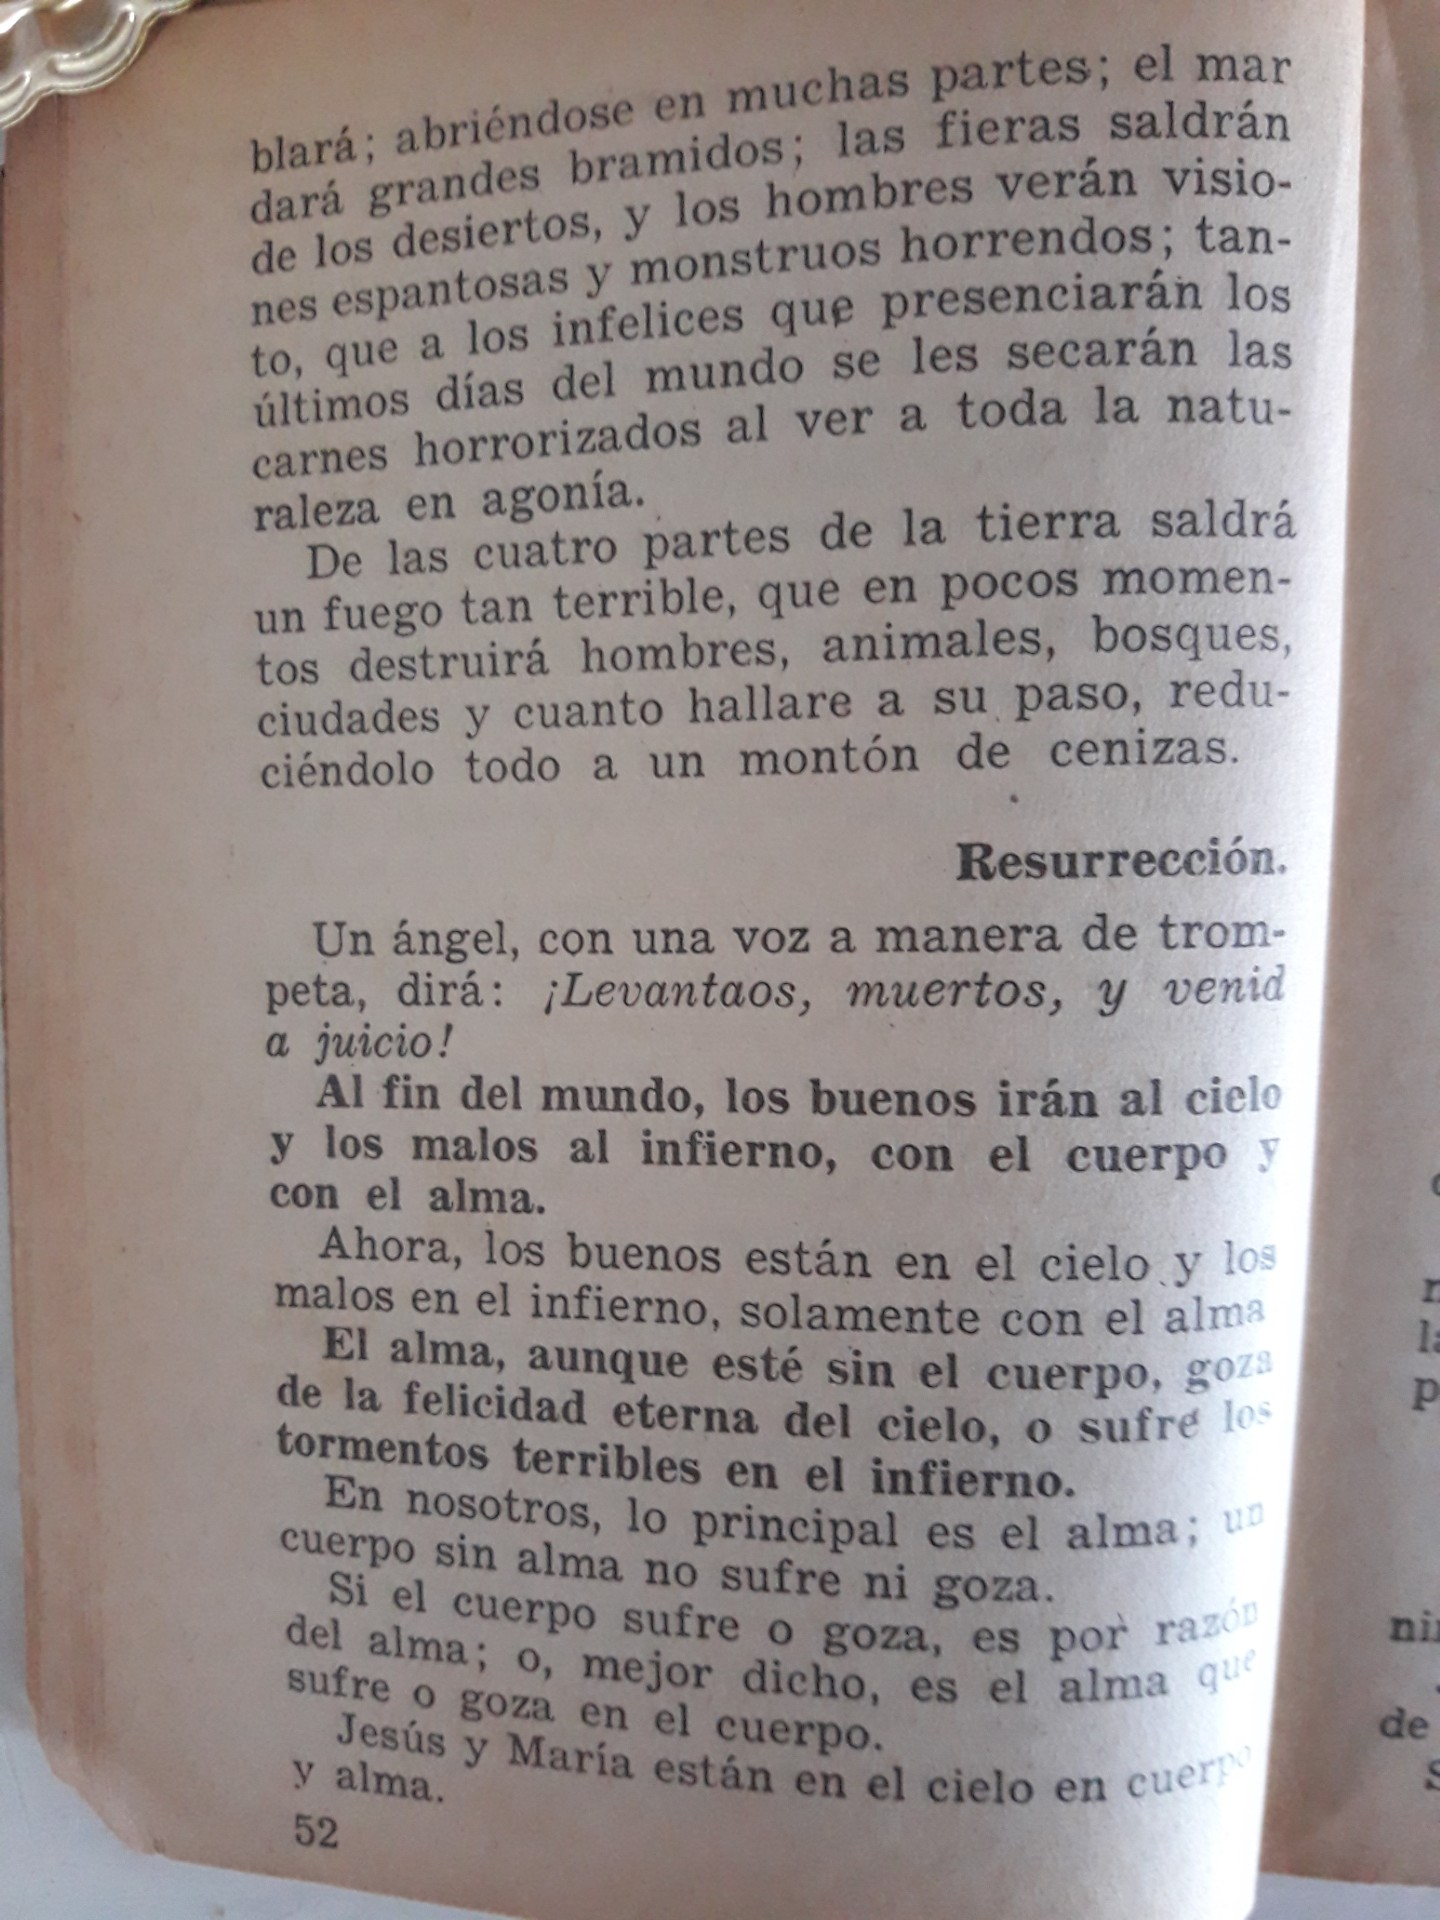 blará; abriéndose en muchas partes; el mar
dará grandes bramidos; las fieras saldrán
de los desiertos, y los hombres verán visio-
nes espantosas y monstruos horrendos; tan-
to, que a los infelices que presenciarán los
últimos días del mundo se les secarán las
carnes horrorizados al ver a toda la natu-
raleza en agonía.
De las cuatro partes de la tierra saldrá
un fuego tan terrible, que en pocos momen-
tos destruirá hombres, animales, bosques,
ciudades y cuanto hallare a su paso, redu-
ciéndolo todo a un montón de cenizas.
Resurrección.
Un ángel, con una voz a manera de trom-
peta, dirá: ¡Levantaos, muertos, y venid
a juicio!
Al fin del mundo, los buenos irán al cielo
y los malos al infierno, con el cuerpo y
con el alma.
Ahora, los buenos están en el cielo y los
malos en el infierno, solamente con el alma
El alma, aunque esté sin el cuerpo, goza
de la felicidad eterna del cielo, o sufre los
tormentos terribles en el infierno.
En nosotros, lo principal es el alma; un
cuerpo sin alma no sufre ni goza.
Si el cuerpo sufre o goza, es por razón
del alma; o, mejor dicho, es el alma que
sufre o goza en el cuerpo.
Jesús y María están en el cielo en cuerpo
y alma.
52
de